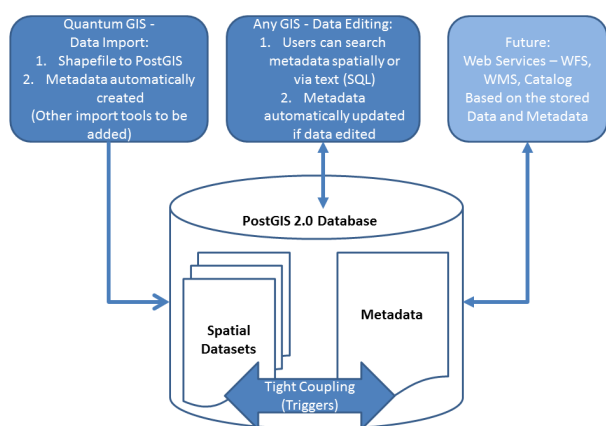 Quantum GIS -
Data Import:
1. Shapefile to PostGIS
2. Metadata automatically
created
(Other import tools to be
added)
Any GIS - Data Editing:
1. Users can search
metadata spatially or
via text (SQL)
2. Metadata
automatically updated
if data edited
Future:
Web Services – WFS,
WMS, Catalog
Based on the stored
Data and Metadata
PostGIS 2.0 Database
Spatial
Datasets
Metadata
Tight Coupling
(Triggers)